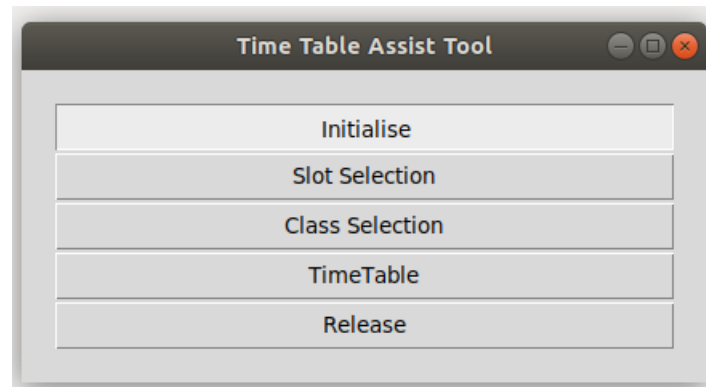 Time Table Assist Tool
Initialise
Slot Selection
Class Selection
TimeTable
Release